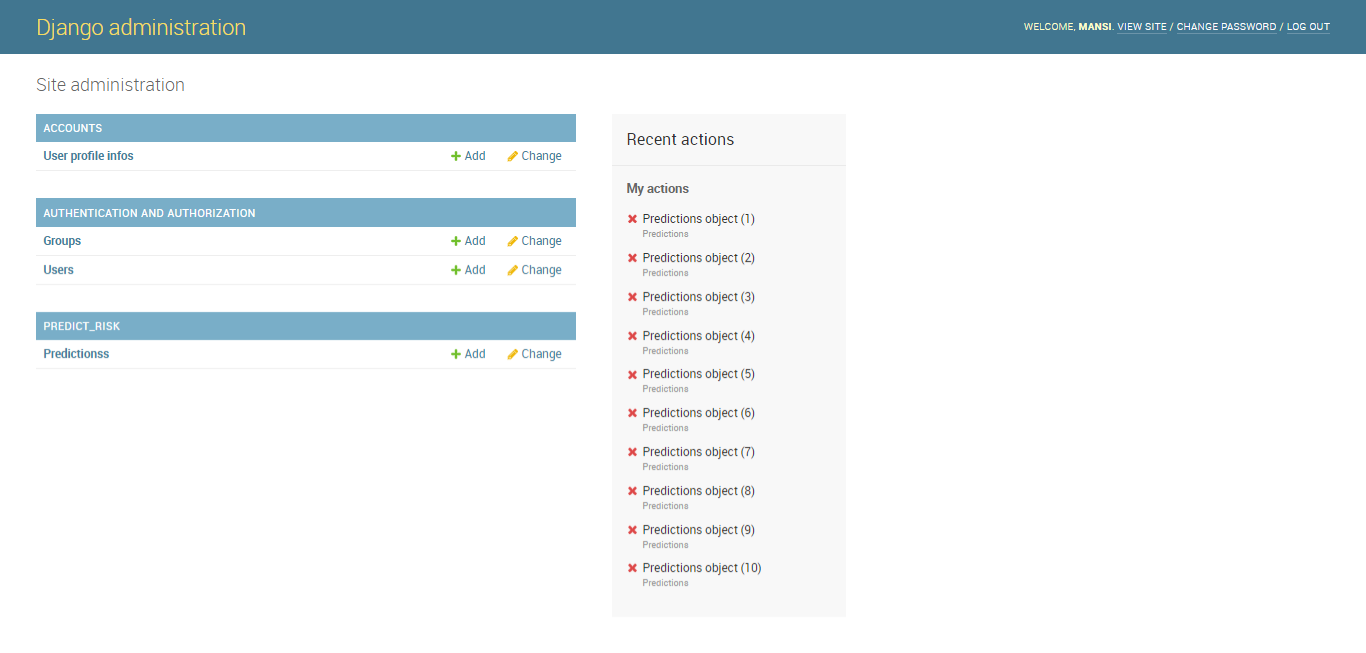 Django administration
WELCOME, MANSI. VIEW SITE / CHANGE PASSWORD / LOG OUT
Site administration
ACCOUNTS
User profile infos Add Change
AUTHENTICATION AND AUTHORIZATION
Groups Add Change
Users Add Change
PREDICT_RISK
Predictionss Add Change
Recent actions
My actions
Predictions object (1)
Predictions
Predictions object (2)
Predictions
Predictions object (3)
Predictions
Predictions object (4)
Predictions
Predictions object (5)
Predictions
Predictions object (6)
Predictions
Predictions object (7)
Predictions
Predictions object (8)
Predictions
Predictions object (9)
Predictions
Predictions object (10)
Predictions